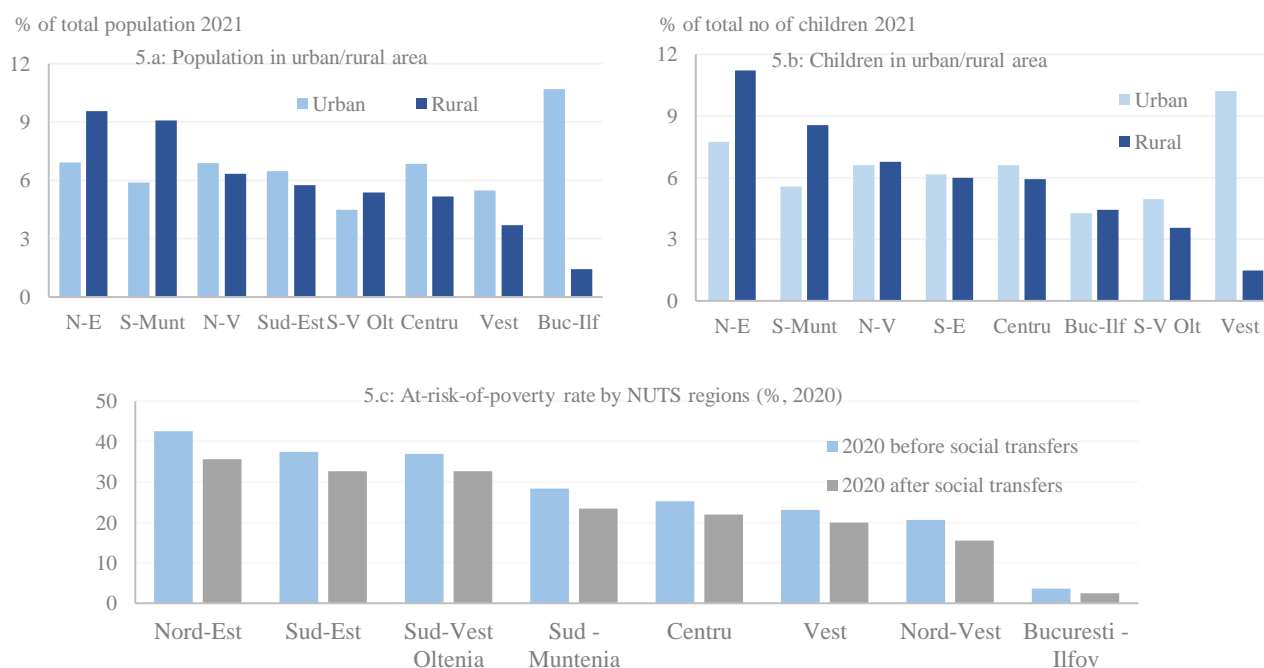 % of total population 2021
5.a: Population in urban/rural area
12
9
6
3
0
Urban
Rural
N-E S-Munt N-V Sud-Est S-V Olt Centru Vest Buc-Ilf
% of total no of children 2021
5.b: Children in urban/rural area
12
9
6
3
0
Urban
Rural
N-E S-Munt N-V S-E Centru Buc-Ilf S-V Olt Vest
5.c: At-risk-of-poverty rate by NUTS regions (%, 2020)
50
40
30
20
10
0
2020 before social transfers
2020 after social transfers
Nord-Est Sud-Est Sud-Vest Sud - Centru Vest Nord-Vest Bucuresti -
Oltenia Muntenia Ilfov